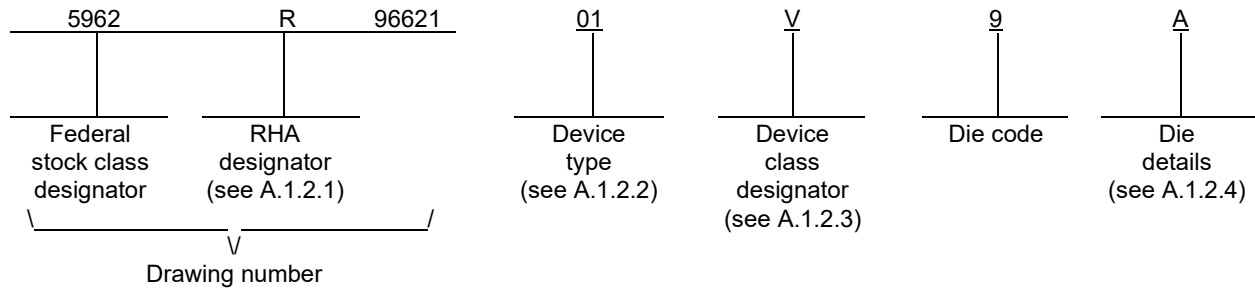 5962 R 96621 01 V 9 A
Federal RHA Device Device Die code Die
stock class designator type class details
designator (see A.1.2.1) (see A.1.2.2) designator (see A.1.2.4)
(see A.1.2.3)
Drawing number